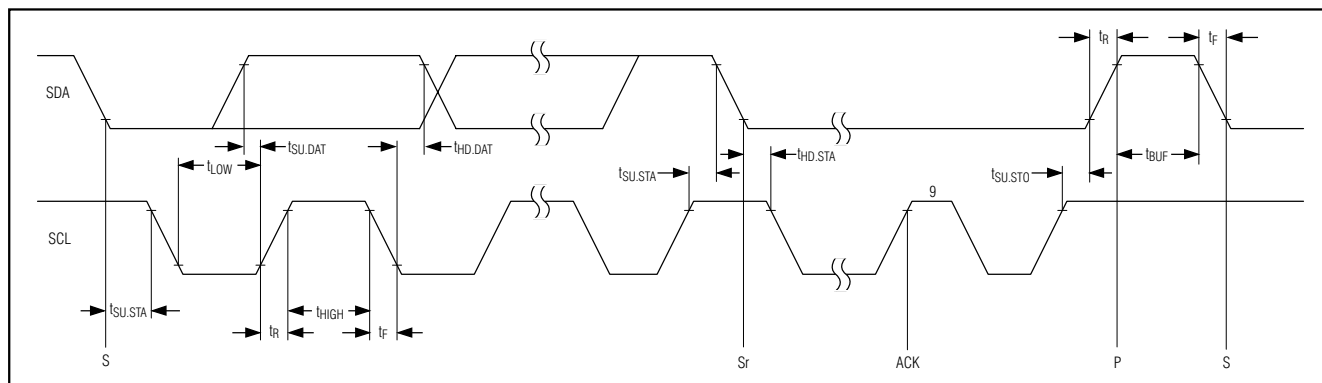 tR
tF
SDA
tSU.DAT
tHD.DAT
tLOW
tHD.STA
tBUF
tSU.STA
tSU.STO
9
SCL
tSU.STA
tHIGH
tR
tF
S
Sr
ACK
P
S